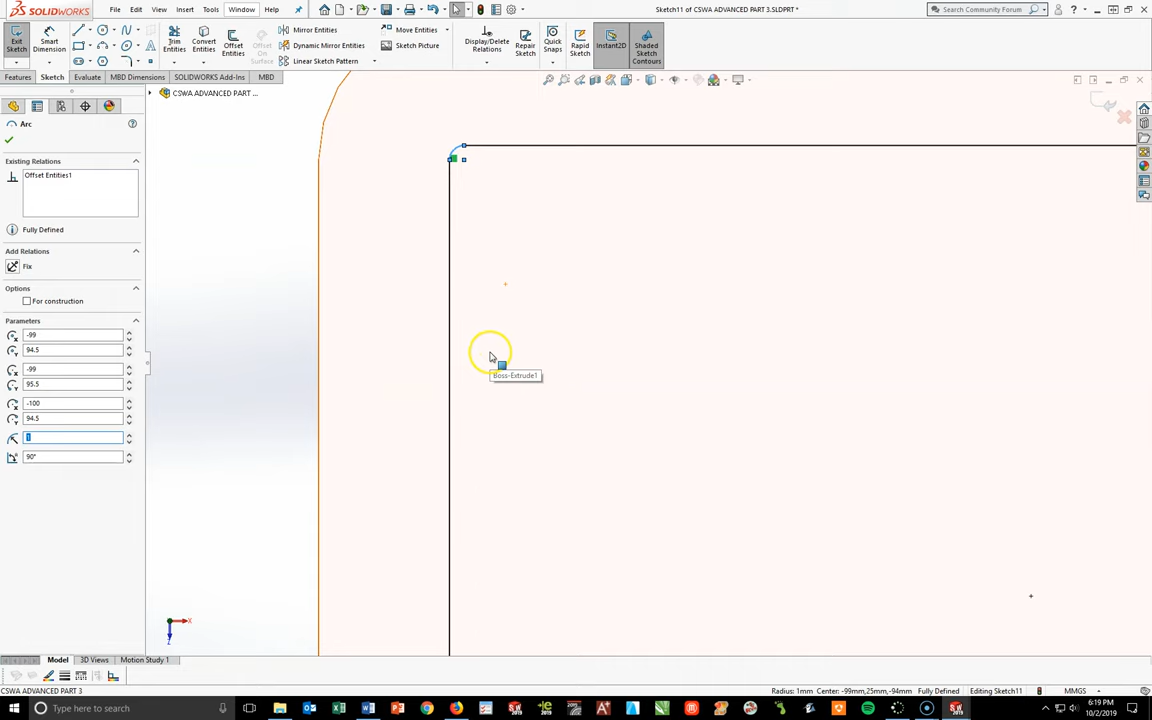 SOLIDWORKS File Edit View Insert Tools Window Help Sketch11 of CSWA ADVANCED PART 3.SLDPRT * Search Community Forum
Exit Sketch
Smart Dimension
Trim Entities
Convert Entities
Offset Entities
Offset On Surface
Mirror Entities
Dynamic Mirror Entities
Linear Sketch Pattern
Move Entities
Sketch Picture
Display/Delete Relations
Repair Sketch
Quick Snaps
Rapid Sketch
Instant2D
Shaded Sketch Contours
Features Sketch Evaluate MBD Dimensions SOLIDWORKS Add-Ins MBD
CSWA ADVANCED PART ...
Arc
Existing Relations
Offset Entities1
Fully Defined
Add Relations
Fix
Options
For construction
Parameters
-99
94.5
-99
95.5
-100
94.5
1
90°
Boss-Extrude1
Model 3D Views Motion Study 1
CSWA ADVANCED PART 3 Radius: 1mm Center: -99mm,25mm,-94mm Fully Defined Editing Sketch11 MMGS
Type here to search
6:19 PM
10/2/2019